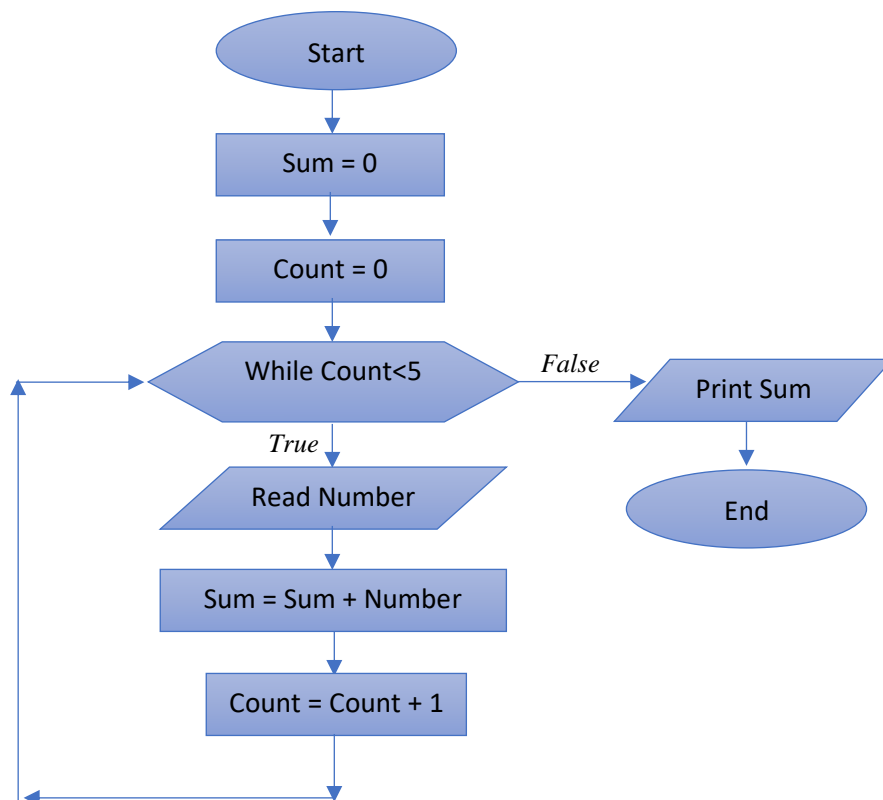 Start
Sum = 0
Count = 0
While Count<5
False
Print Sum
True
Read Number
End
Sum = Sum + Number
Count = Count + 1